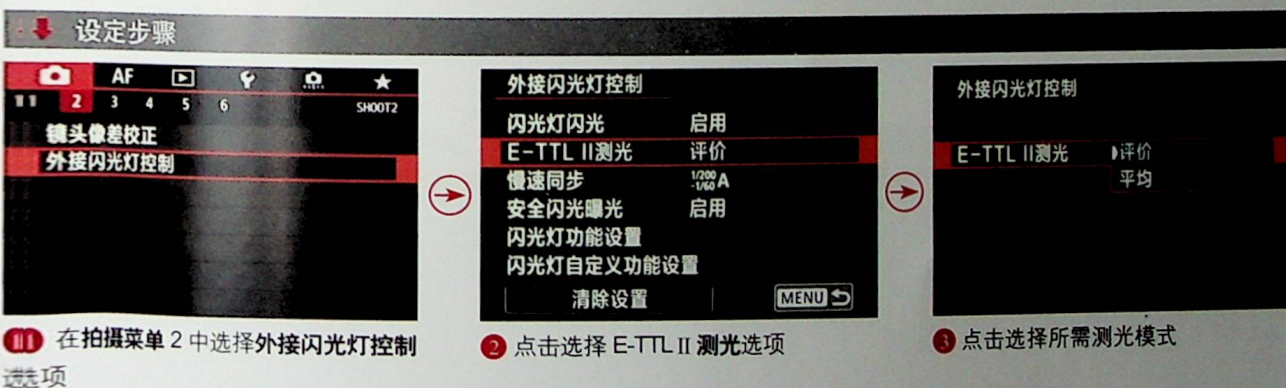 设定步骤
AF
1 2 3 4 5 6 SHOOT2
镜头像差校正
外接闪光灯控制
1 在拍摄菜单 2 中选择外接闪光灯控制
选项
外接闪光灯控制
闪光灯闪光 启用
E-TTL II测光 评价
慢速同步 1/200-1/60 A
安全闪光曝光 启用
闪光灯功能设置
闪光灯自定义功能设置
清除设置 MENU
2 点击选择 E-TTL II 测光选项
外接闪光灯控制
E-TTL II测光 评价
平均
3 点击选择所需测光模式